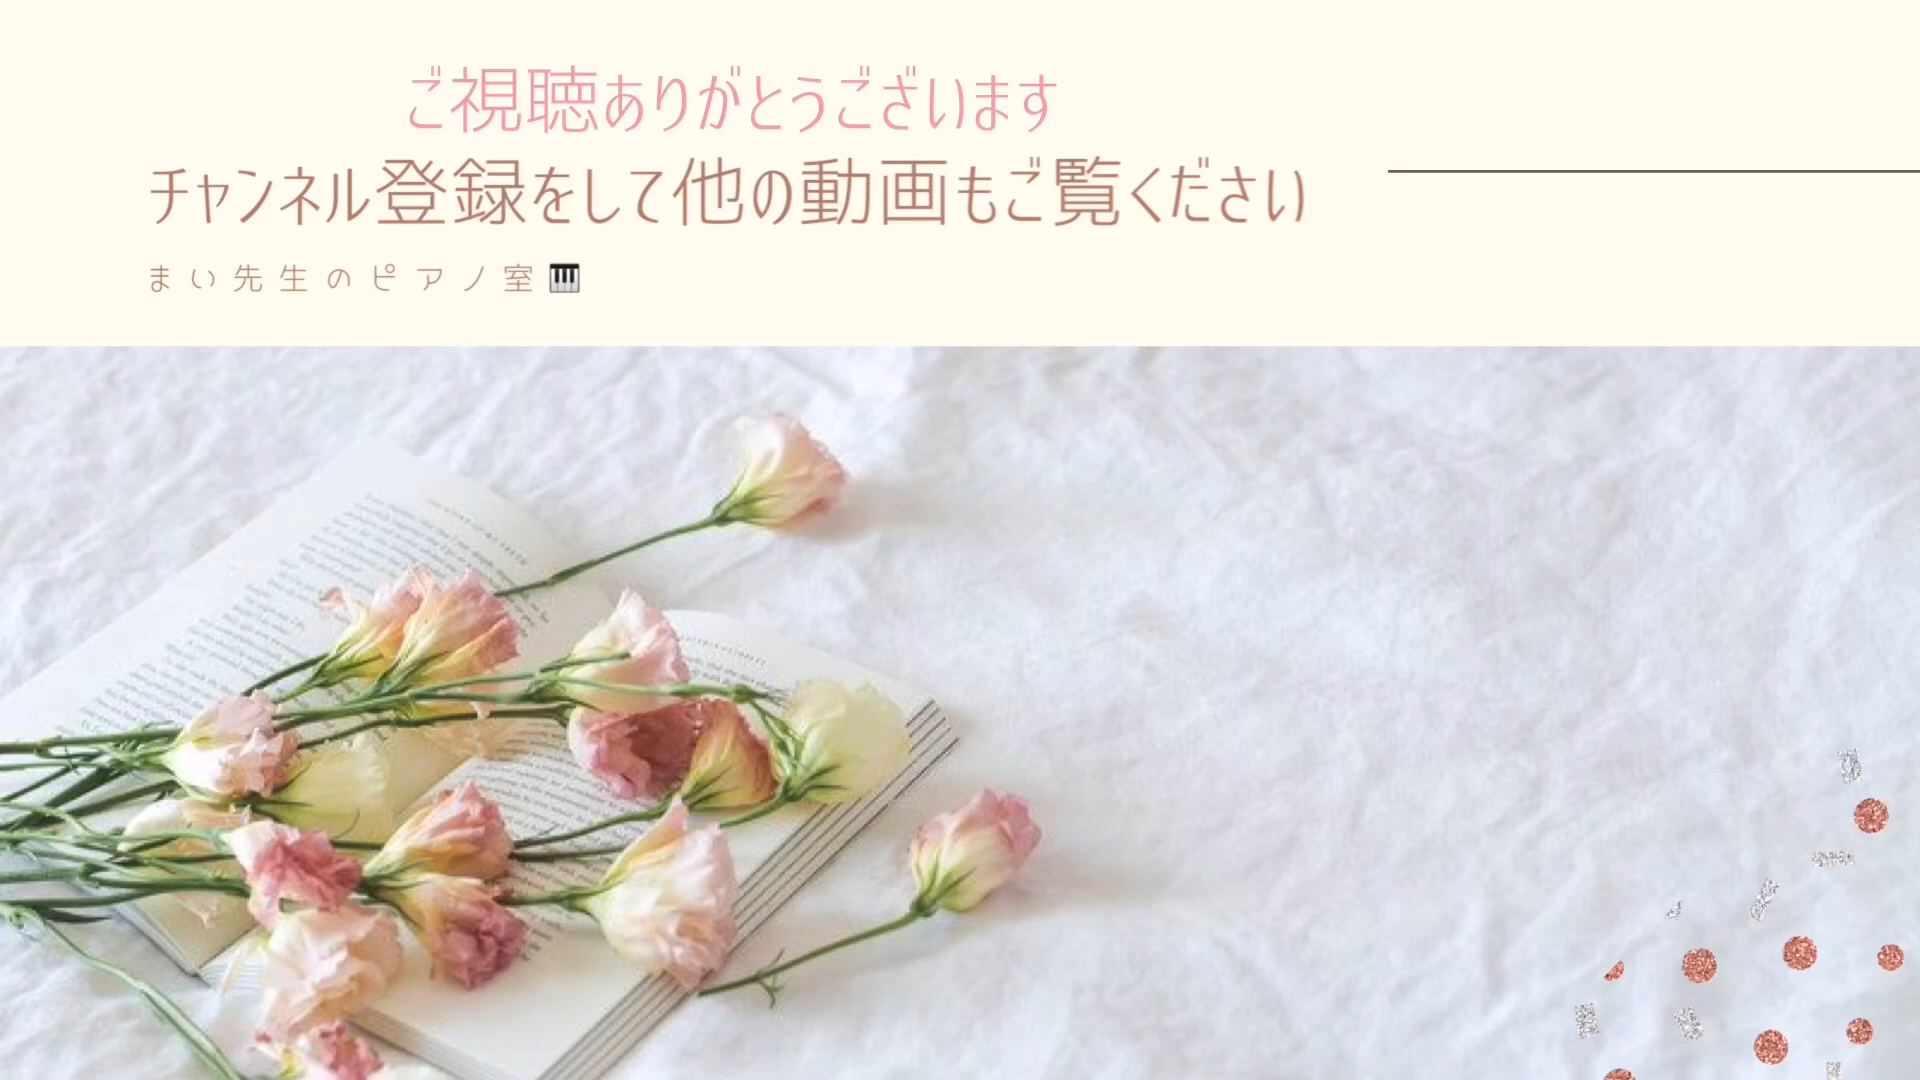 ご視聴ありがとうございます
チャンネル登録をして他の動画もご覧ください
まい先生のピアノ室🎹